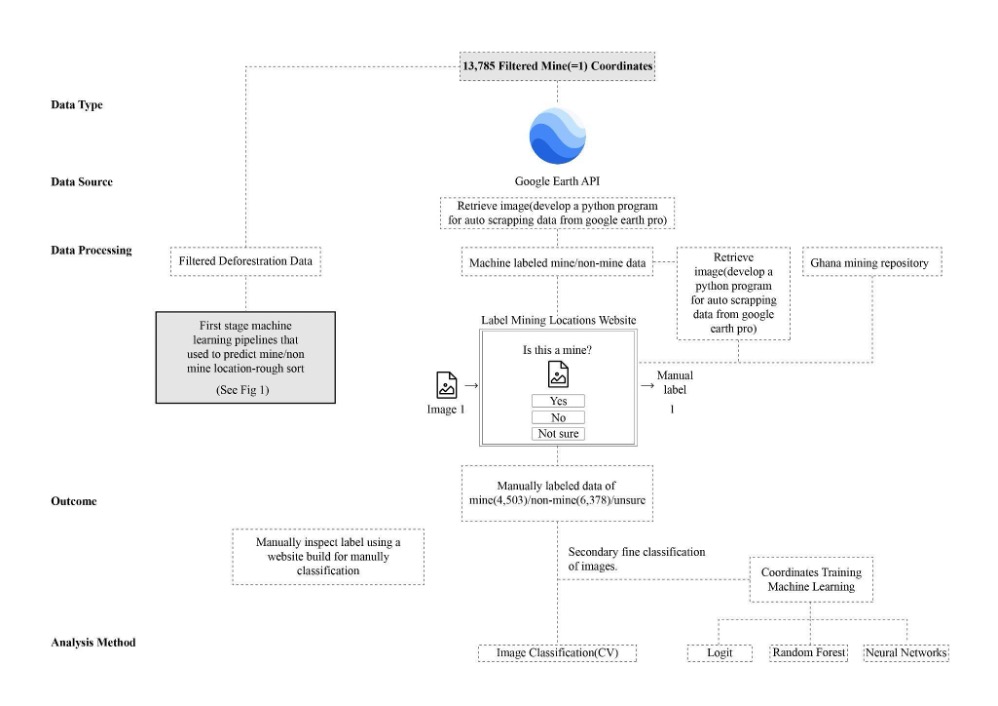 13,785 Filtered Mine(=1) Coordinates
Data Type
Data Source
Google Earth API
Retrieve image(develop a python program
for auto scrapping data from google earth pro)
Data Processing
Filtered Deforestration Data
Machine labeled mine/non-mine data
Retrieve
image(develop a
python program
for auto scrapping
data from google
earth pro)
Ghana mining repository
First stage machine
learning pipelines that
used to predict mine/non
mine location-rough sort
(See Fig 1)
Label Mining Locations Website
Is this a mine?
Yes
No
Not sure
Image 1
Manual
label
1
Outcome
Manually labeled data of
mine(4,503)/non-mine(6,378)/unsure
Manually inspect label using a
website build for manully
classification
Secondary fine classification
of images.
Coordinates Training
Machine Learning
Analysis Method
Image Classification(CV)
Logit
Random Forest
Neural Networks